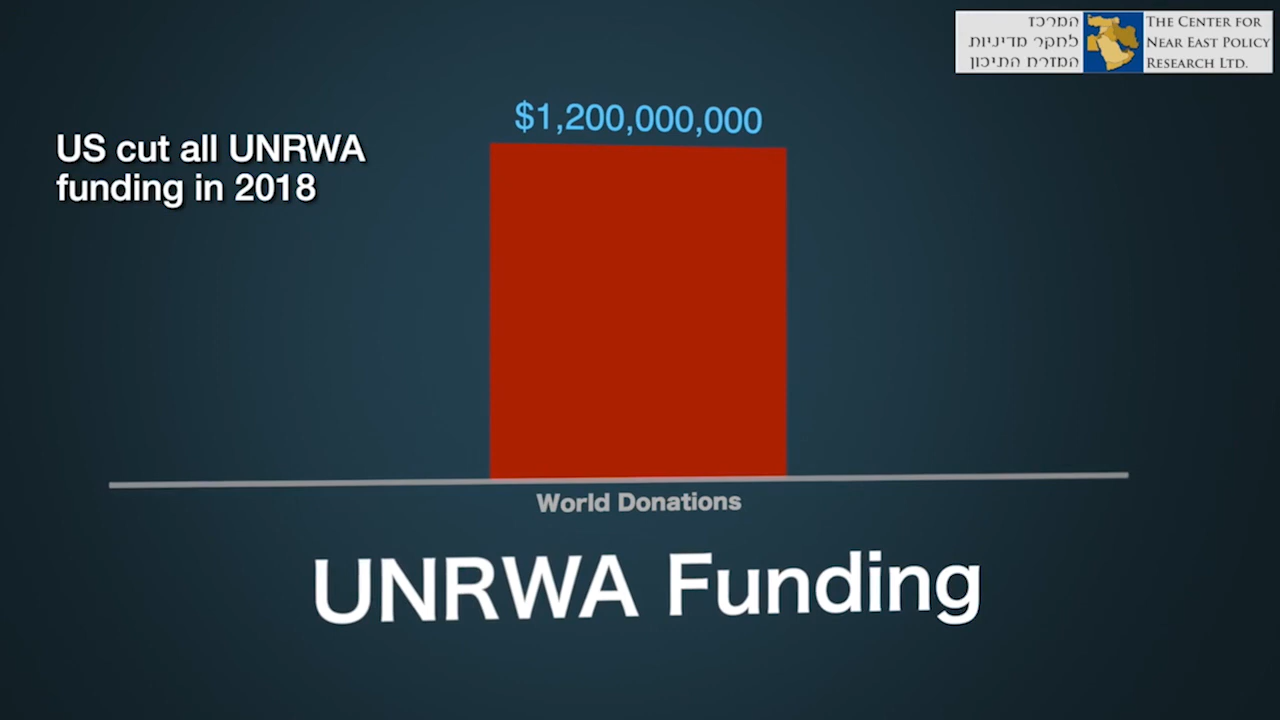 המרכז
לחקר מדיניות
המזרח התיכון
THE CENTER FOR
NEAR EAST POLICY
RESEARCH LTD.
US cut all UNRWA
funding in 2018
$1,200,000,000
World Donations
UNRWA Funding